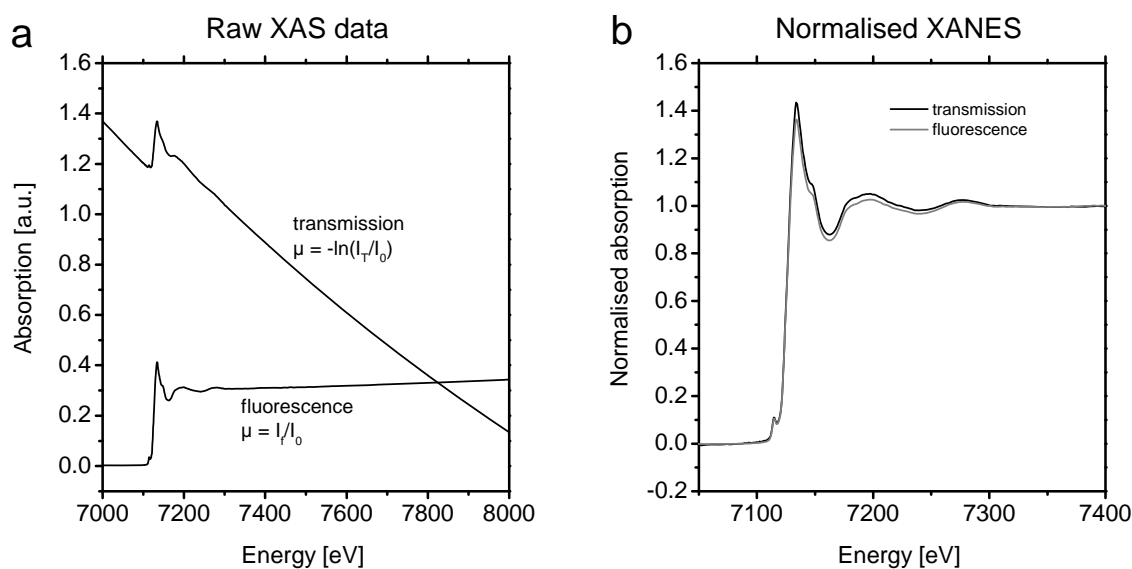 a
Raw XAS data
1.6
1.4
1.2
1.0
0.8
0.6
0.4
0.2
0.0
Absorption [a.u.]
transmission
μ = -ln(I_T/I_0)
fluorescence
μ = I_f/I_0
7000 7200 7400 7600 7800 8000
Energy [eV]
b
Normalised XANES
1.6
1.4
1.2
1.0
0.8
0.6
0.4
0.2
0.0
-0.2
Normalised absorption
transmission
fluorescence
7100 7200 7300 7400
Energy [eV]